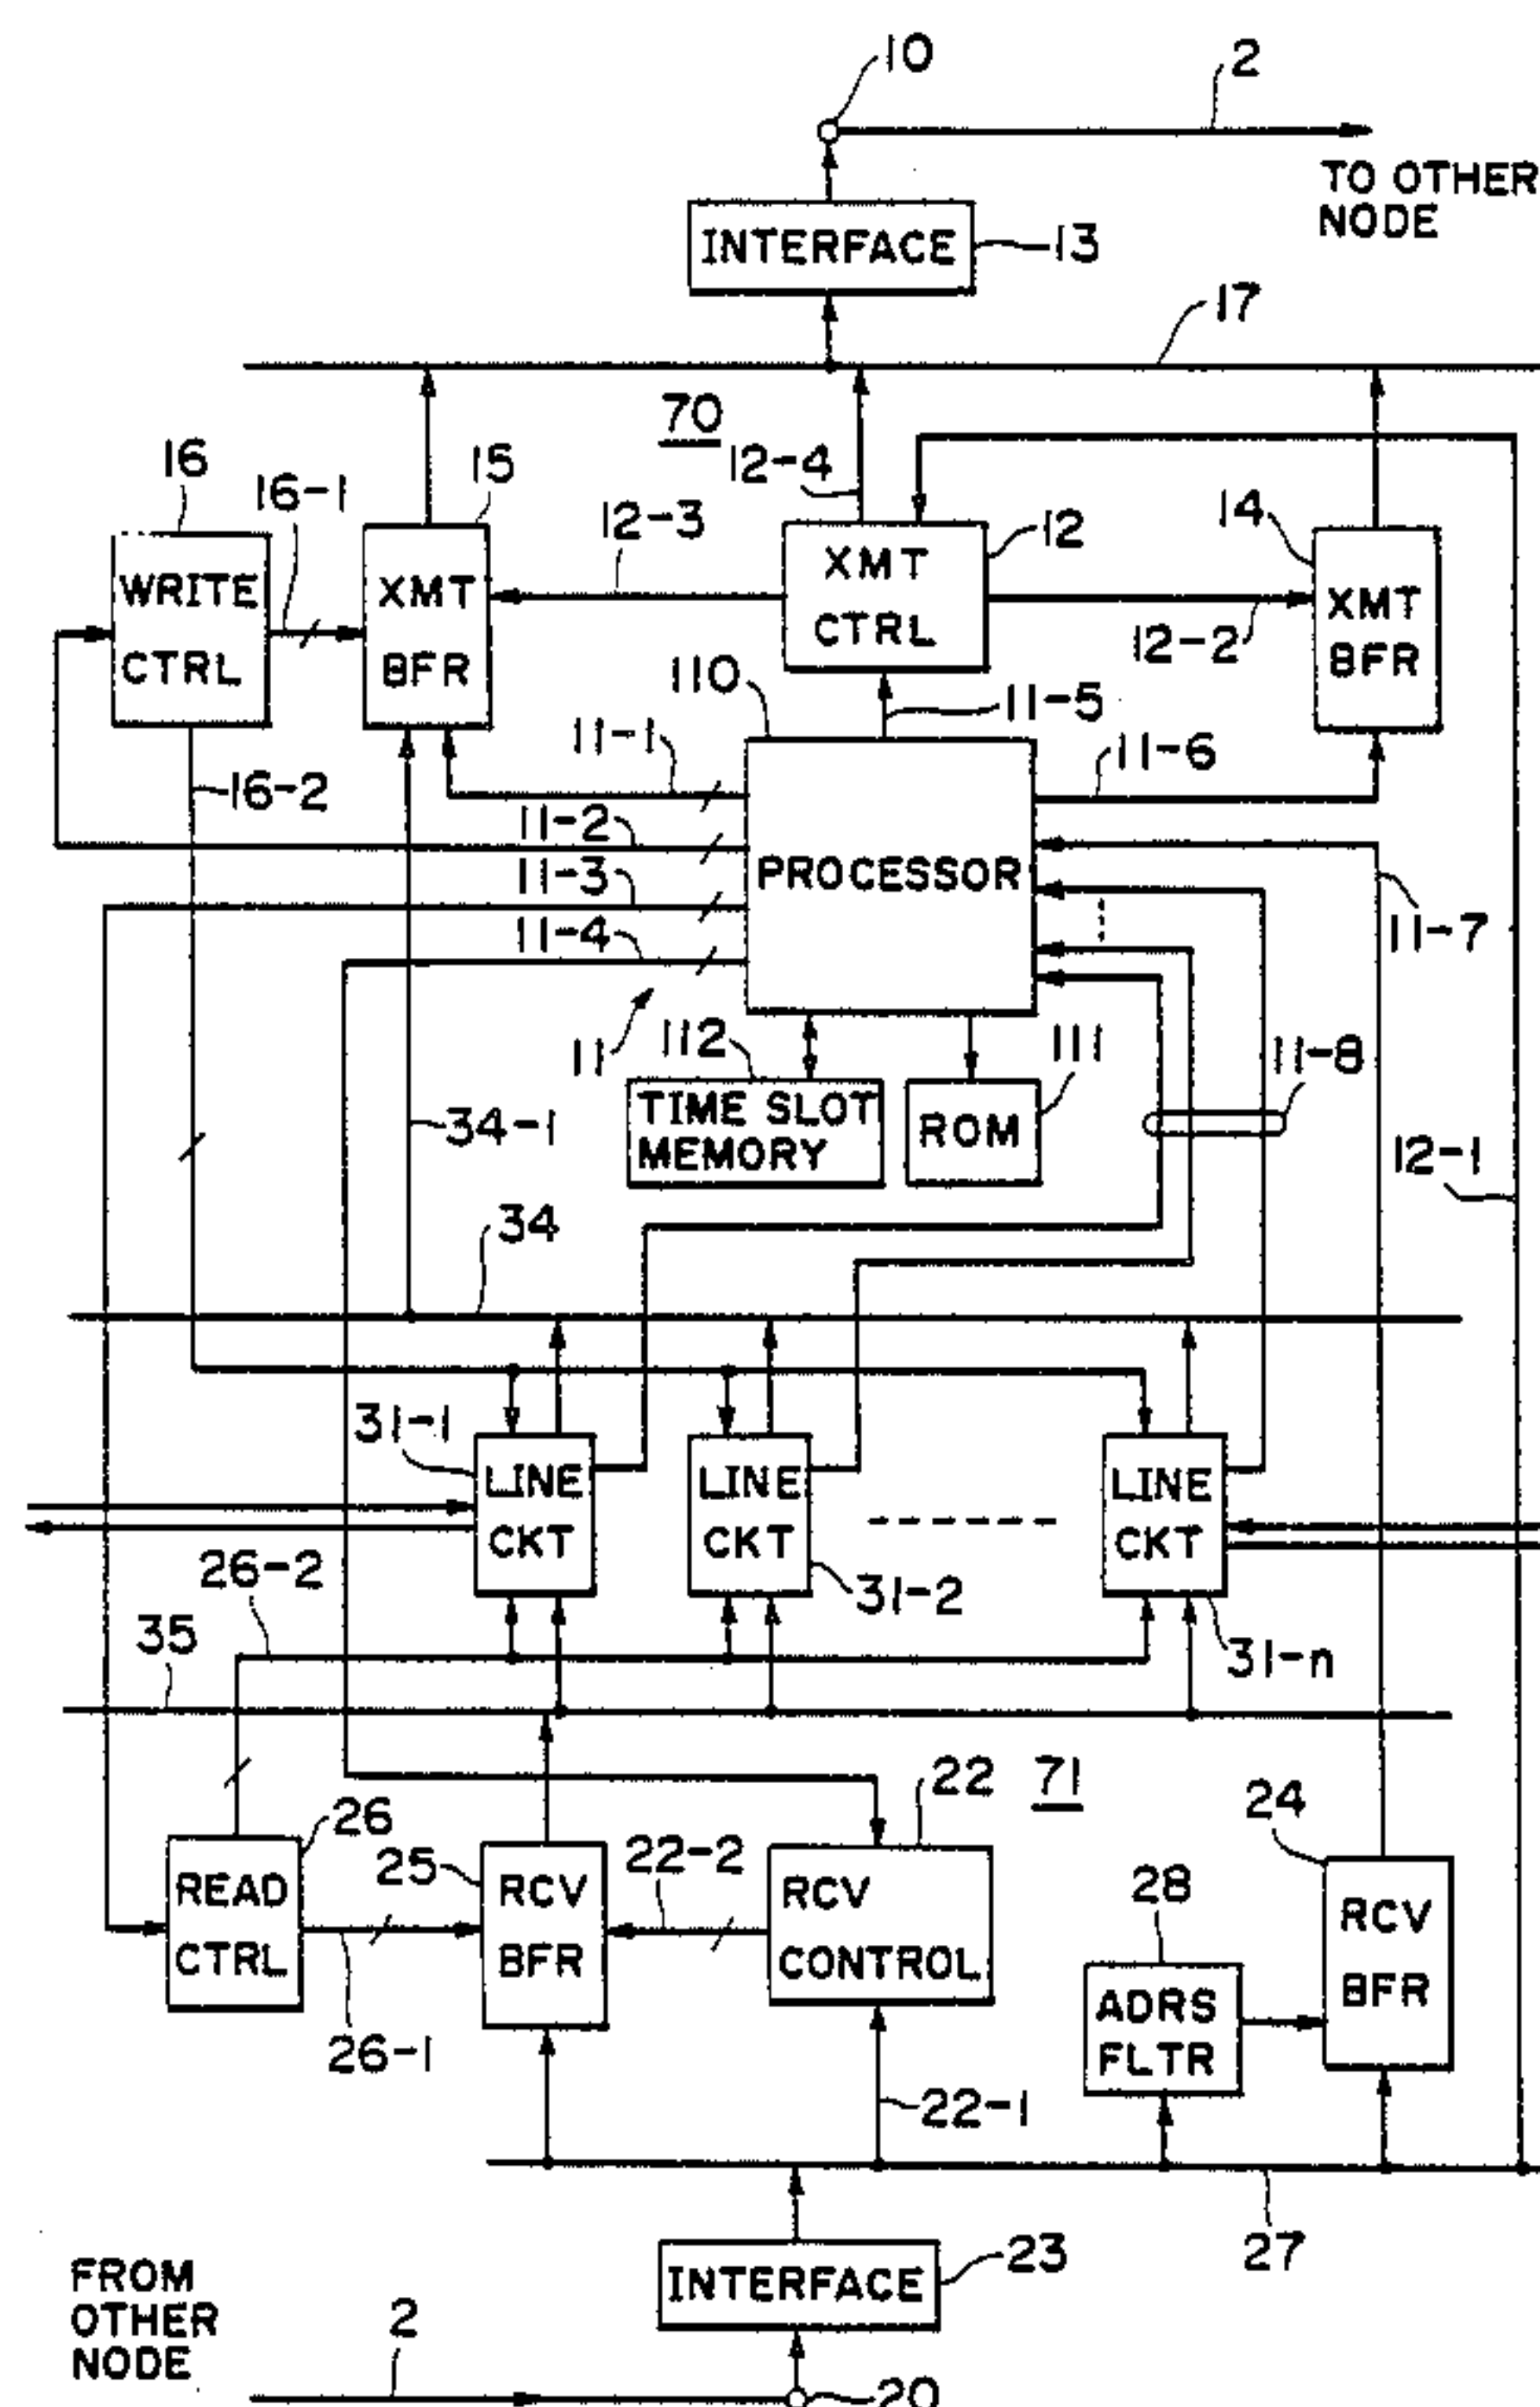 10
2
TO OTHER
NODE
INTERFACE
13
17
70
16
16-1
15
12-3
12-4
12
14
WRITE
CTRL
XMT
BFR
XMT
CTRL
XMT
BFR
12-2
110
11-5
11-1
11-6
16-2
11-2
11-3
PROCESSOR
11-4
11-7
11
112
111
11-8
TIME SLOT
MEMORY
ROM
34-1
12-1
34
31-1
LINE
CKT
LINE
CKT
LINE
CKT
26-2
31-2
35
31-n
22
71
24
26
25
22-2
28
READ
CTRL
RCV
BFR
RCV
CONTROL
ADRS
FLTR
RCV
BFR
26-1
22-1
27
FROM
OTHER
NODE
INTERFACE
23
2
20